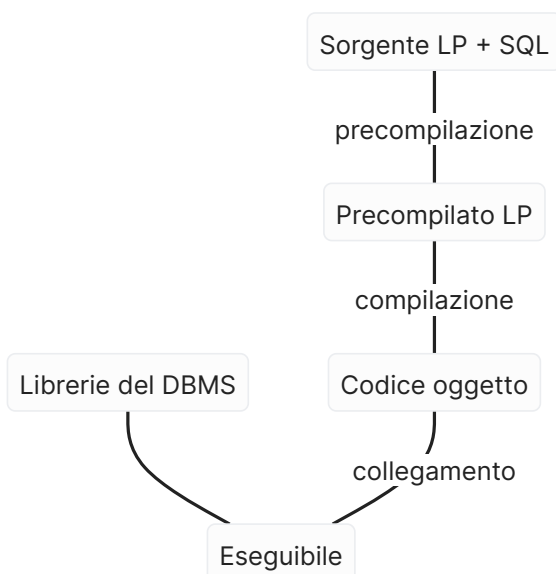 Sorgente LP + SQL
precompilazione
Precompilato LP
compilazione
Librerie del DBMS
Codice oggetto
collegamento
Eseguibile